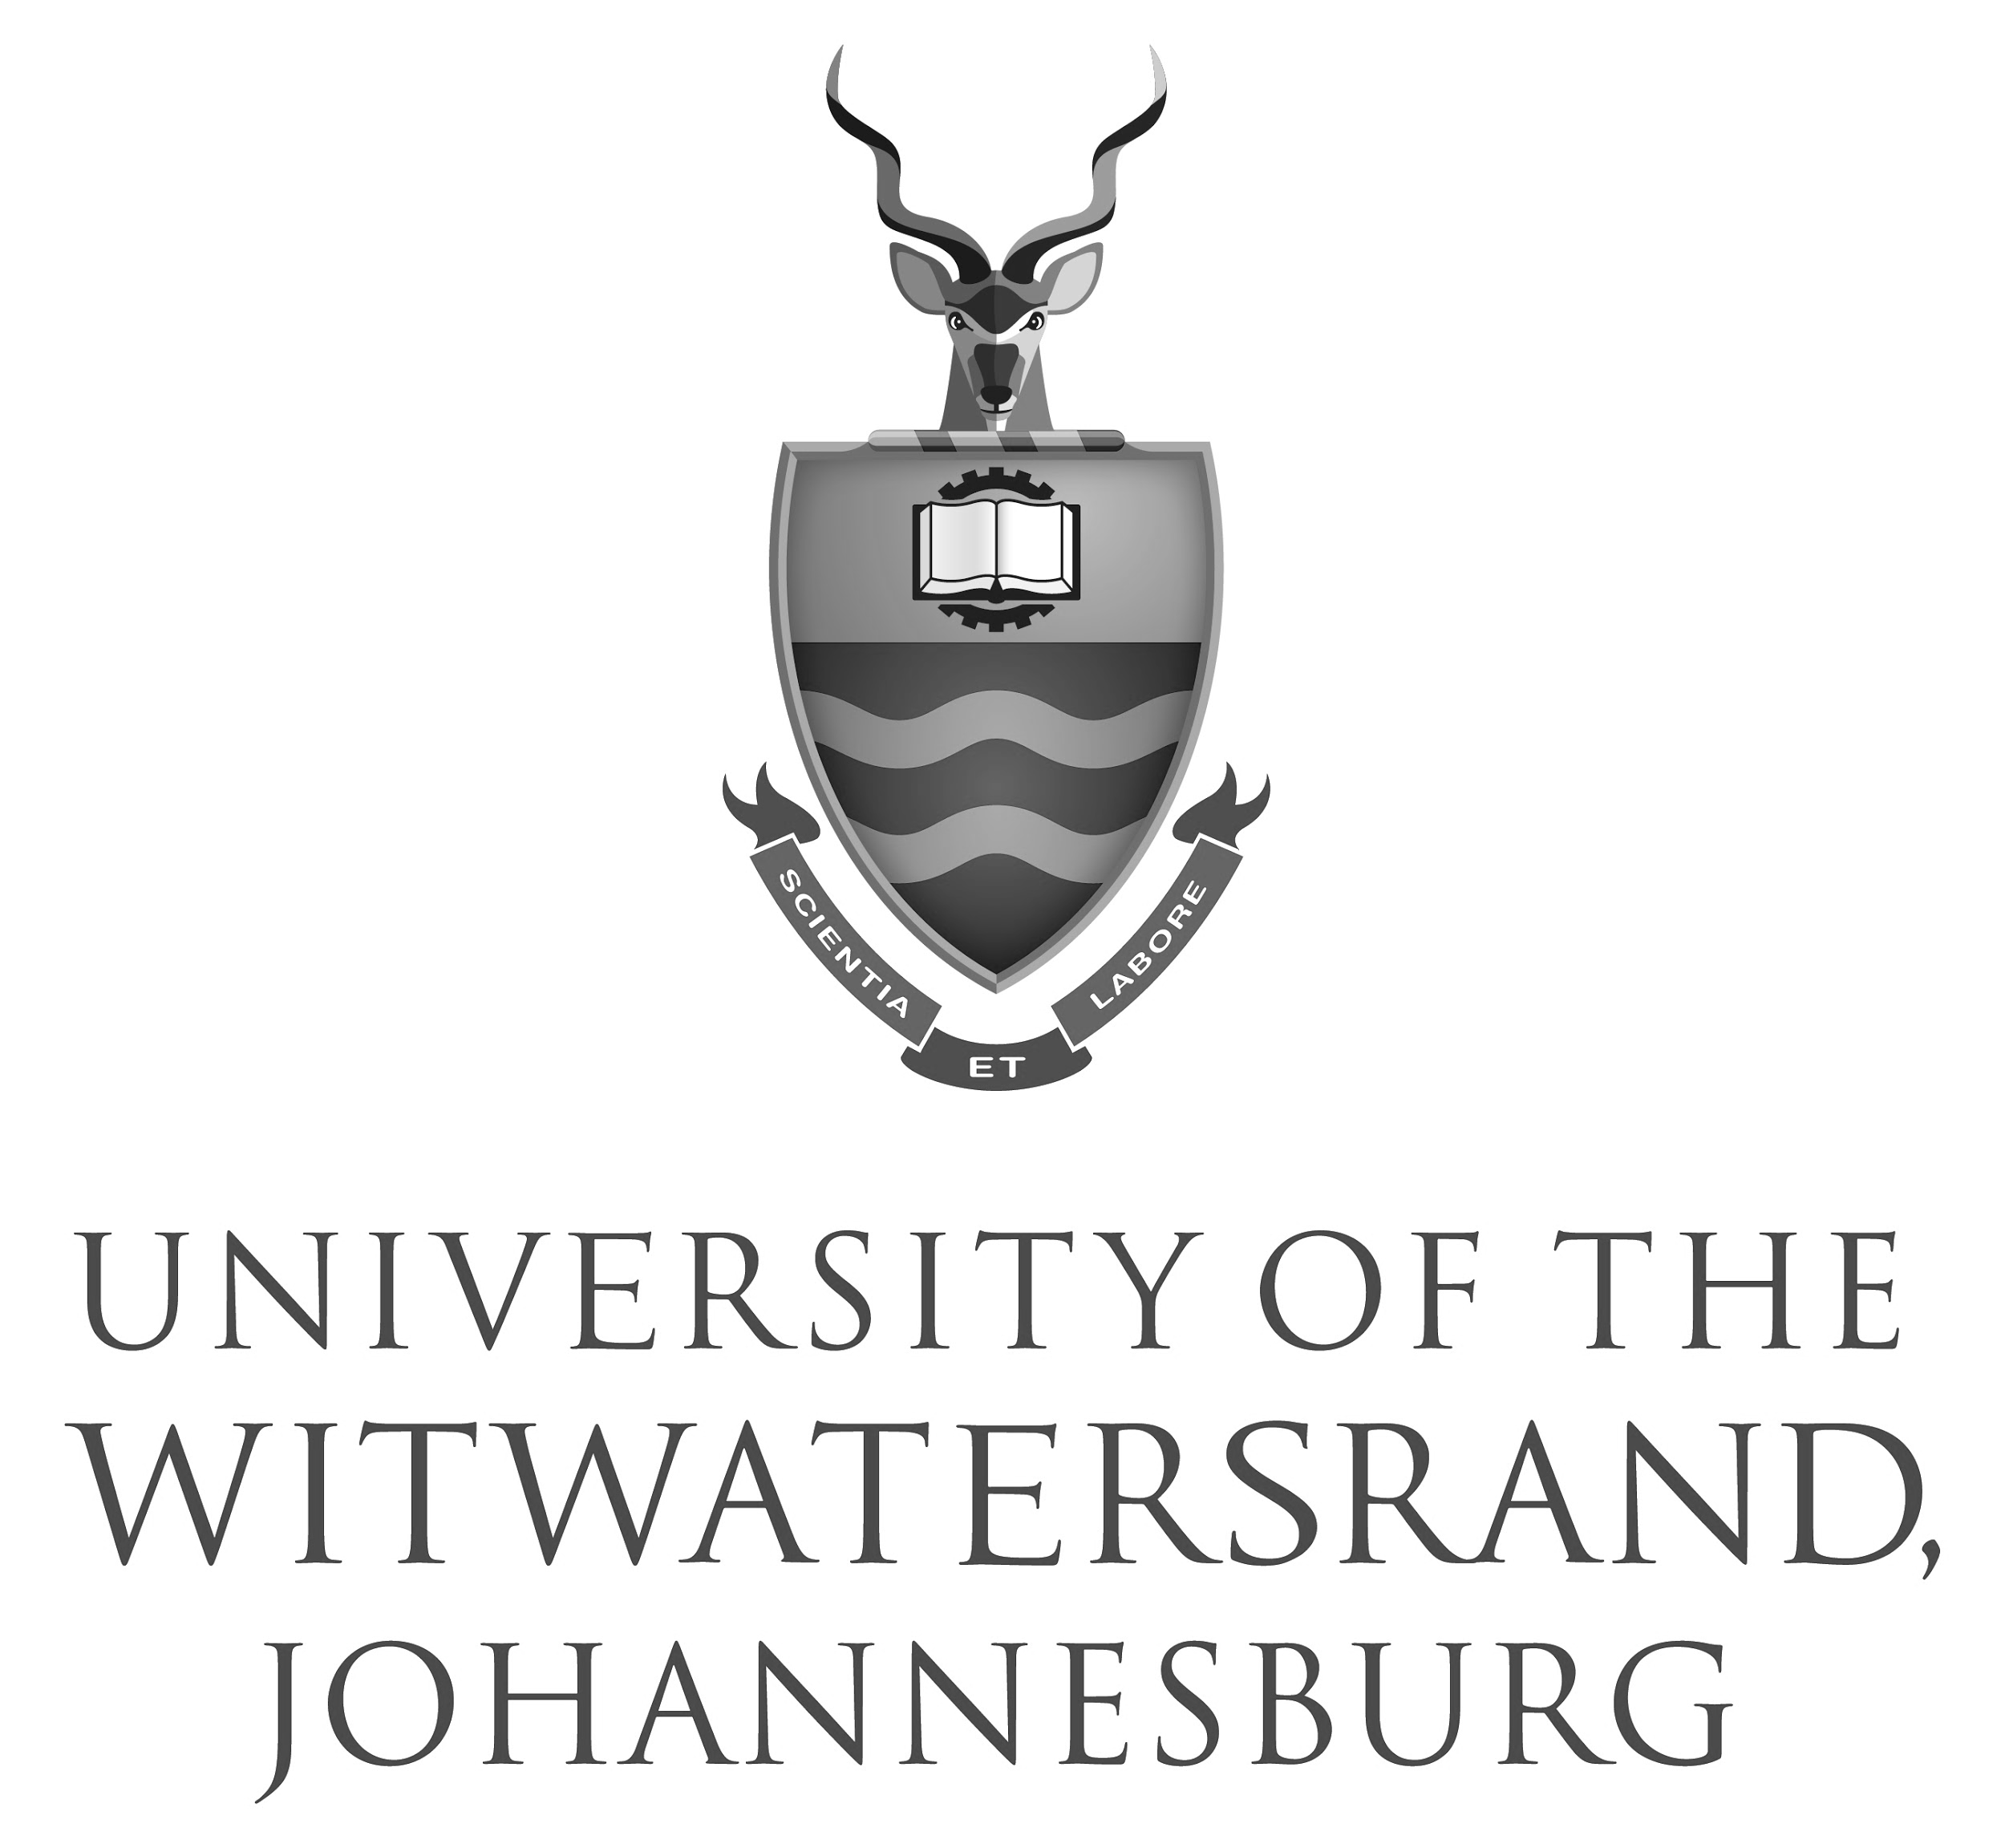 SCIENTIA
ET
LABORE
UNIVERSITY OF THE
WITWATERSRAND,
JOHANNESBURG